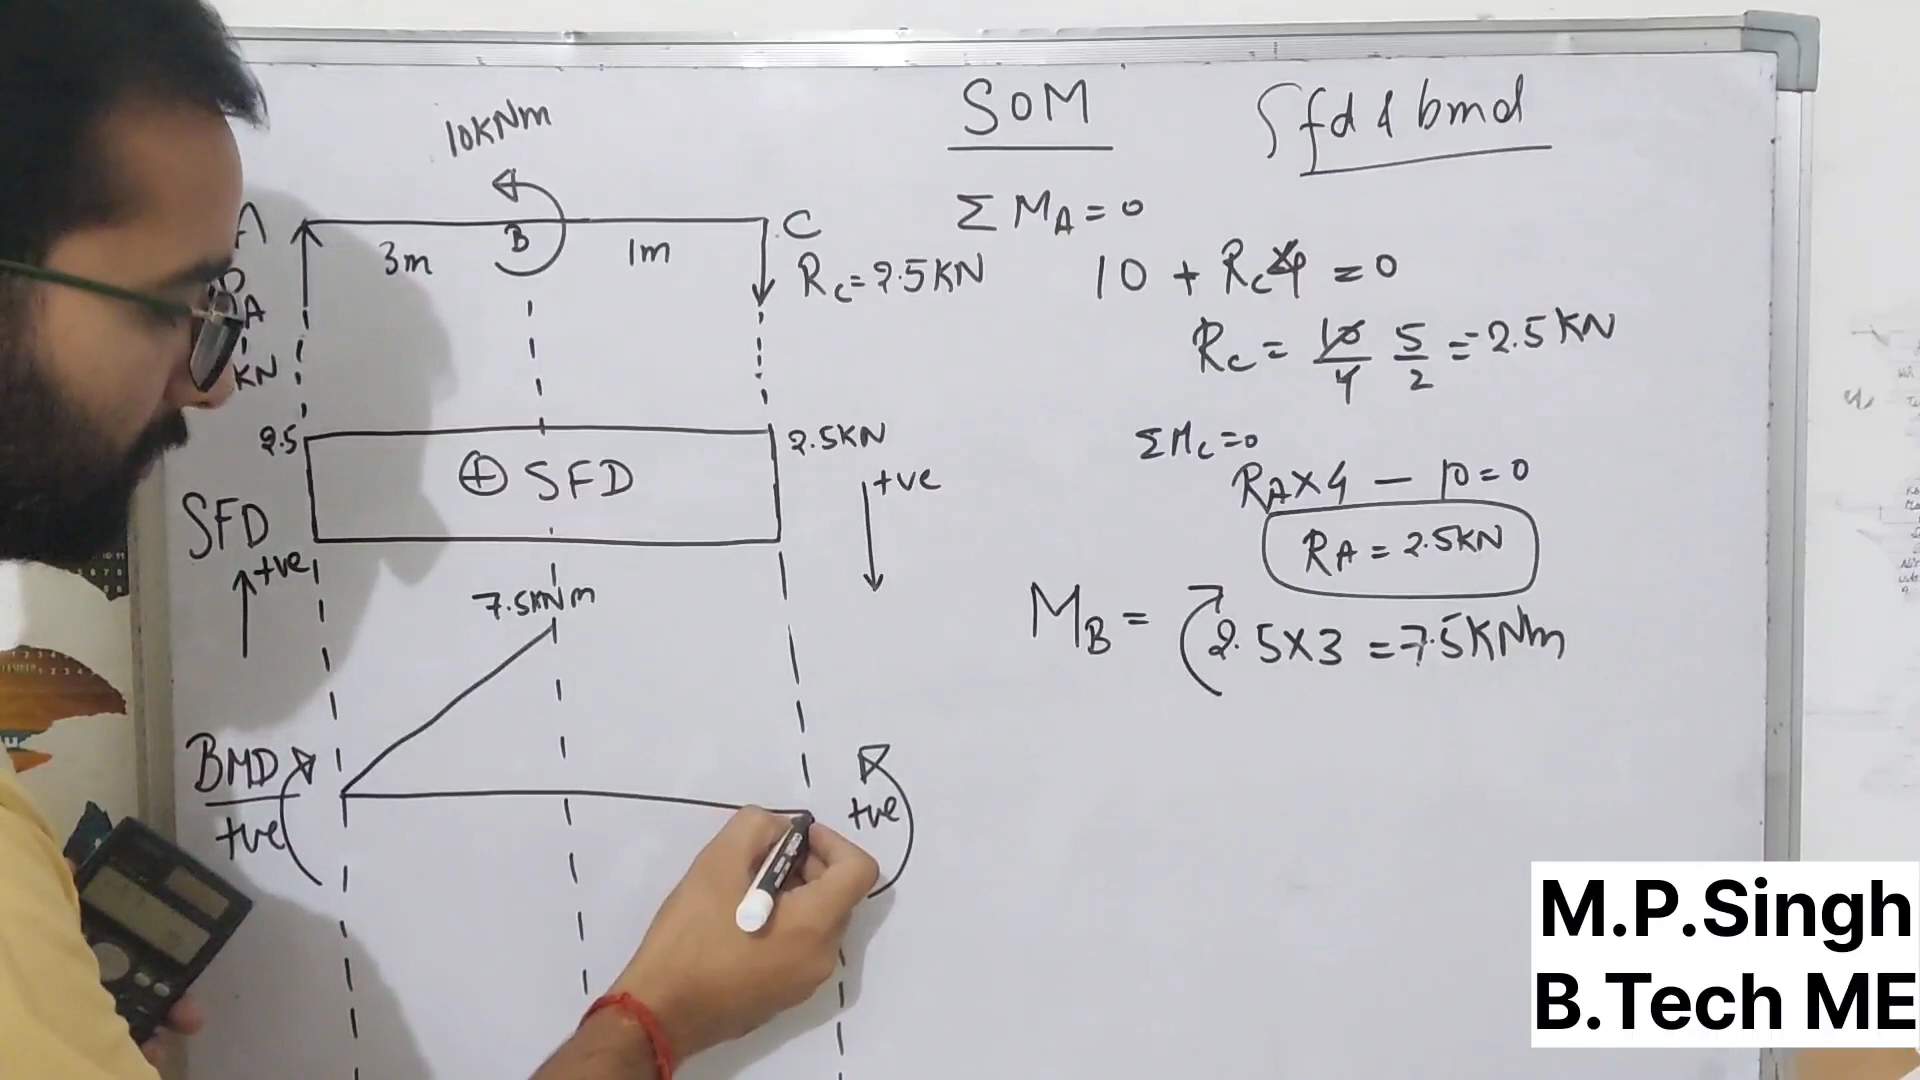 SOM
Sfd & bmd
10KNm
A
B
C
3m
1m
A
KN
RC = 2.5KN
ΣMA = 0
10 + RC×4 = 0
RC = 10/4 5/2 = -2.5KN
ΣMC = 0
RA×4 — 10 = 0
RA = 2.5KN
MB = 2.5×3 = 7.5KNm
2.5
⊕ SFD
2.5KN
SFD
+ve
+ve
7.5KNm
BMD
+ve
+ve
M.P.Singh
B.Tech ME